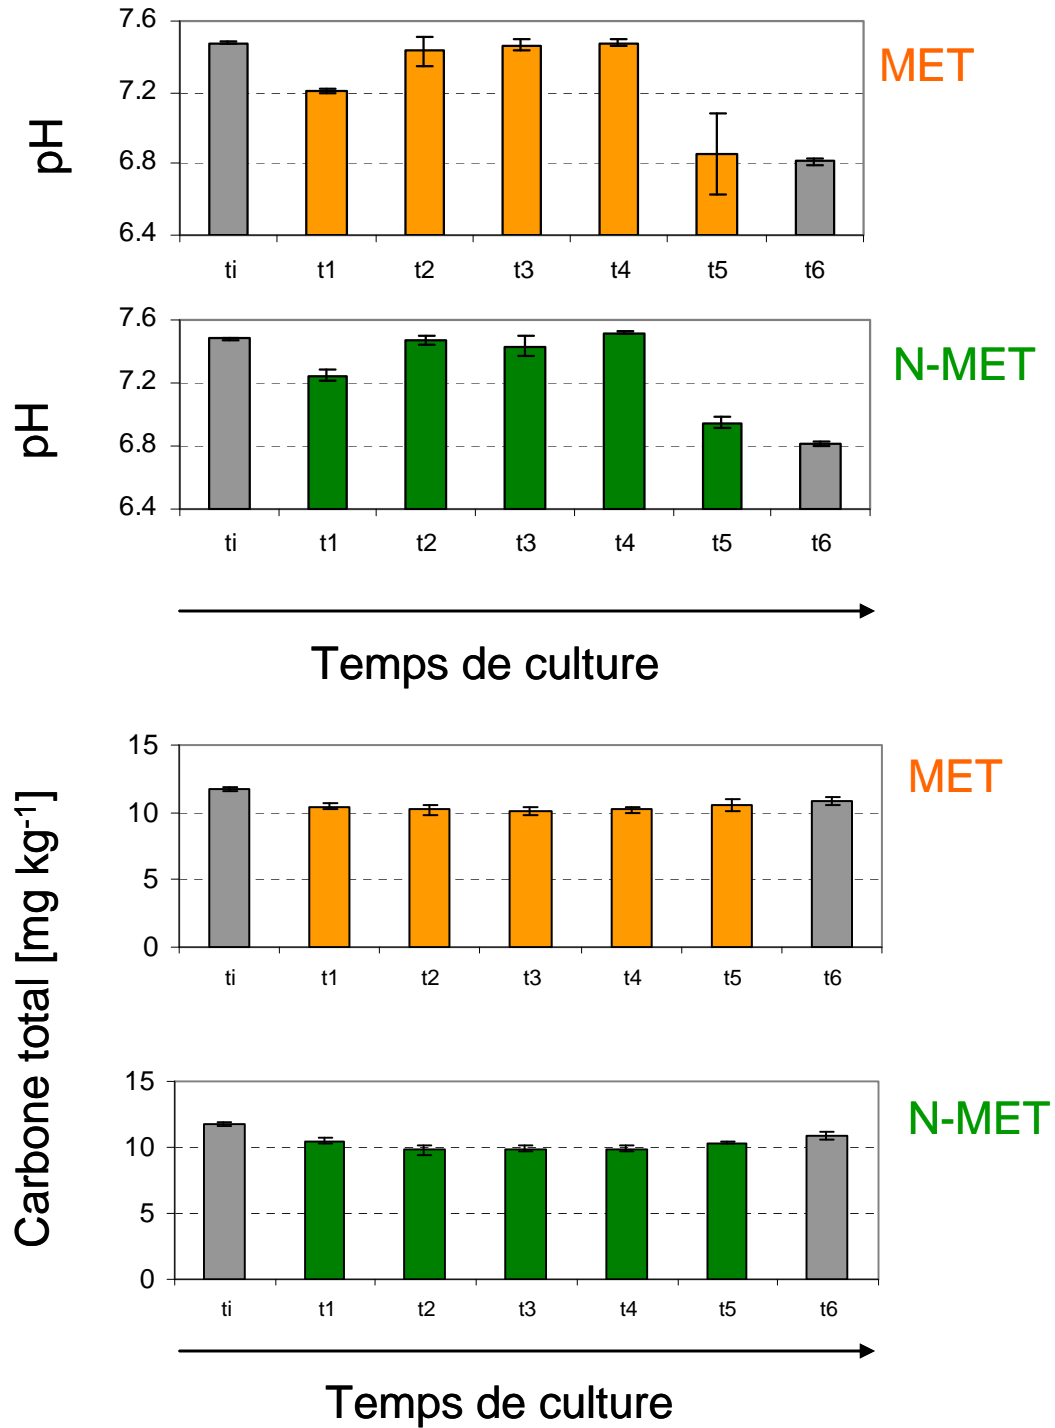 7.6
7.2
6.8
6.4
pH
MET
ti t1 t2 t3 t4 t5 t6
7.6
7.2
6.8
6.4
pH
N-MET
ti t1 t2 t3 t4 t5 t6
Temps de culture
Carbone total [mg kg⁻¹]
15
10
5
0
MET
ti t1 t2 t3 t4 t5 t6
15
10
5
0
N-MET
ti t1 t2 t3 t4 t5 t6
Temps de culture